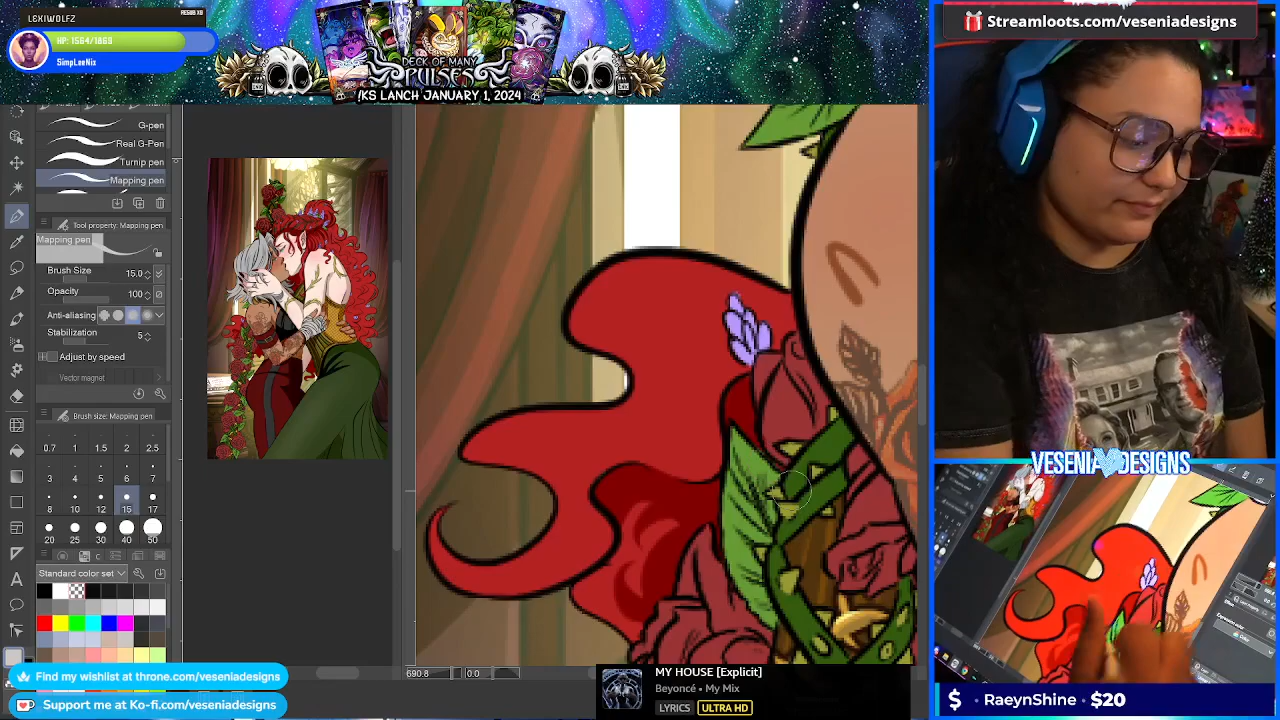 LEXIWOLFZ
HP: 1564/1869
SimpLeeNix
DECK OF MANY
PULSES
!KS LANCH JANUARY 1, 2024
Streamloots.com/veseniadesigns
G-pen
Real G-Pen
Turnip pen
Mapping pen
Tool property: Mapping pen
Mapping pen
Brush Size 15.0
Opacity 100
Anti-aliasing
Stabilization 5
Adjust by speed
Vector magnet
Brush size: Mapping pen
0.7 1 1.5 2 2.5
3 4 5 6 7
8 10 12 15 17
20 25 30 40 50
Standard color set
690.8 0.0
Find my wishlist at throne.com/veseniadesigns
Support me at Ko-fi.com/veseniadesigns
MY HOUSE [Explicit]
Beyoncé • My Mix
LYRICS ULTRA HD
VESENIA DESIGNS
$ RaeynShine $20